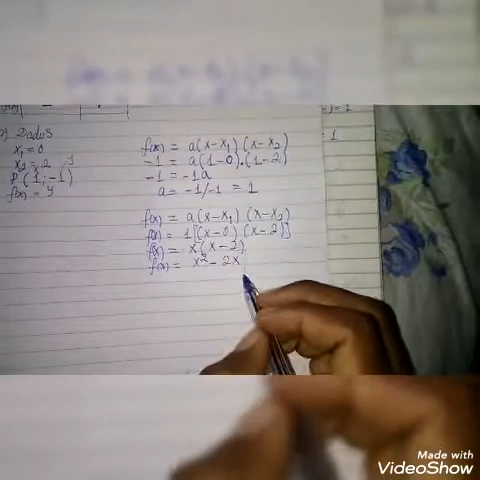 Dados
x₁ = 0
x₂ = 2
P(1; -1)
f(x) = y
f(x) = a(x-x₁)(x-x₂)
-1 = a(1-0).(1-2)
-1 = -1a
a = -1/-1 = 1
f(x) = a(x-x₁)(x-x₂)
f(x) = 1[(x-0)(x-2)]
f(x) = x(x-2)
f(x) = x² - 2x
Made with
VideoShow